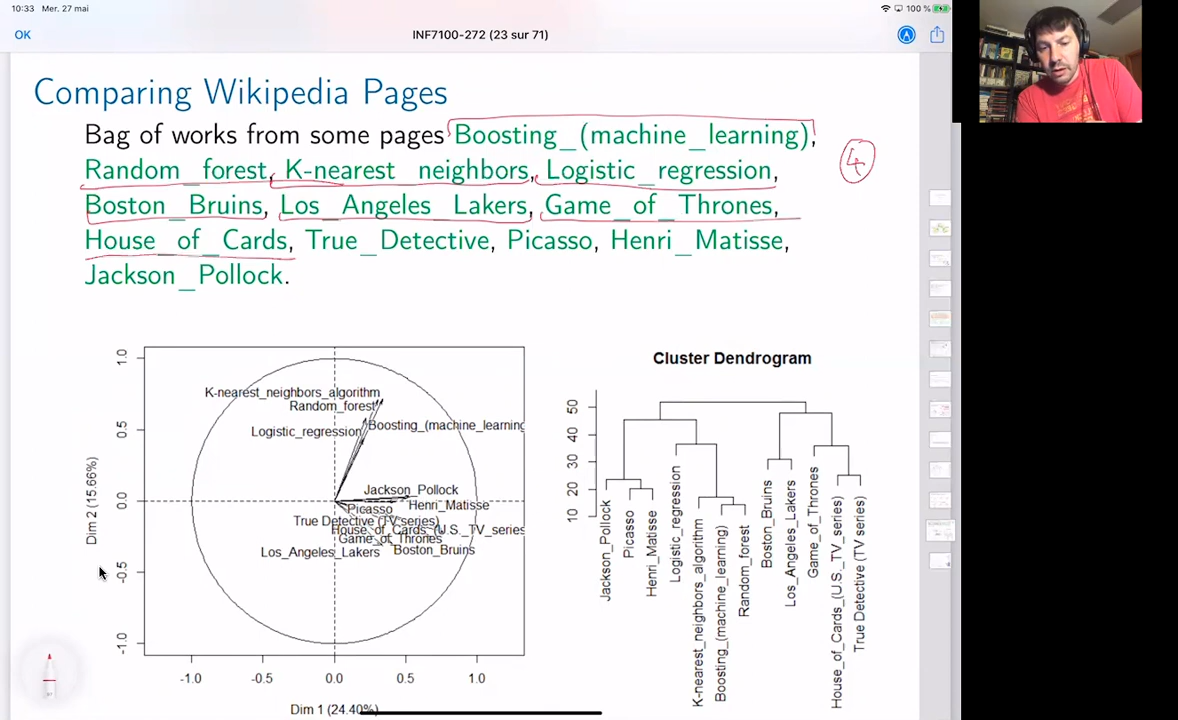 10:33 Mer. 27 mai
100 %
OK
INF7100-272 (23 sur 71)
Comparing Wikipedia Pages
Bag of works from some pages Boosting_(machine_learning),
Random_forest, K-nearest_neighbors, Logistic_regression,
Boston_Bruins, Los_Angeles_Lakers, Game_of_Thrones,
House_of_Cards, True_Detective, Picasso, Henri_Matisse,
Jackson_Pollock.
4
1.0
0.5
0.0
-0.5
-1.0
Dim 2 (15.66%)
K-nearest_neighbors_algorithm
Random_forest
Boosting_(machine_learning
Logistic_regression
Jackson_Pollock
Henri_Matisse
Picasso
True Detective (TV series)
House_of_Cards_(U.S._TV_series
Game_of_Thrones
Los_Angeles_Lakers
Boston_Bruins
-1.0 -0.5 0.0 0.5 1.0
Dim 1 (24.40%)
Cluster Dendrogram
50
40
30
20
10
Jackson_Pollock
Picasso
Henri_Matisse
Logistic_regression
K-nearest_neighbors_algorithm
Boosting_(machine_learning)
Random_forest
Boston_Bruins
Los_Angeles_Lakers
Game_of_Thrones
House_of_Cards_(U.S._TV_series)
True Detective (TV series)